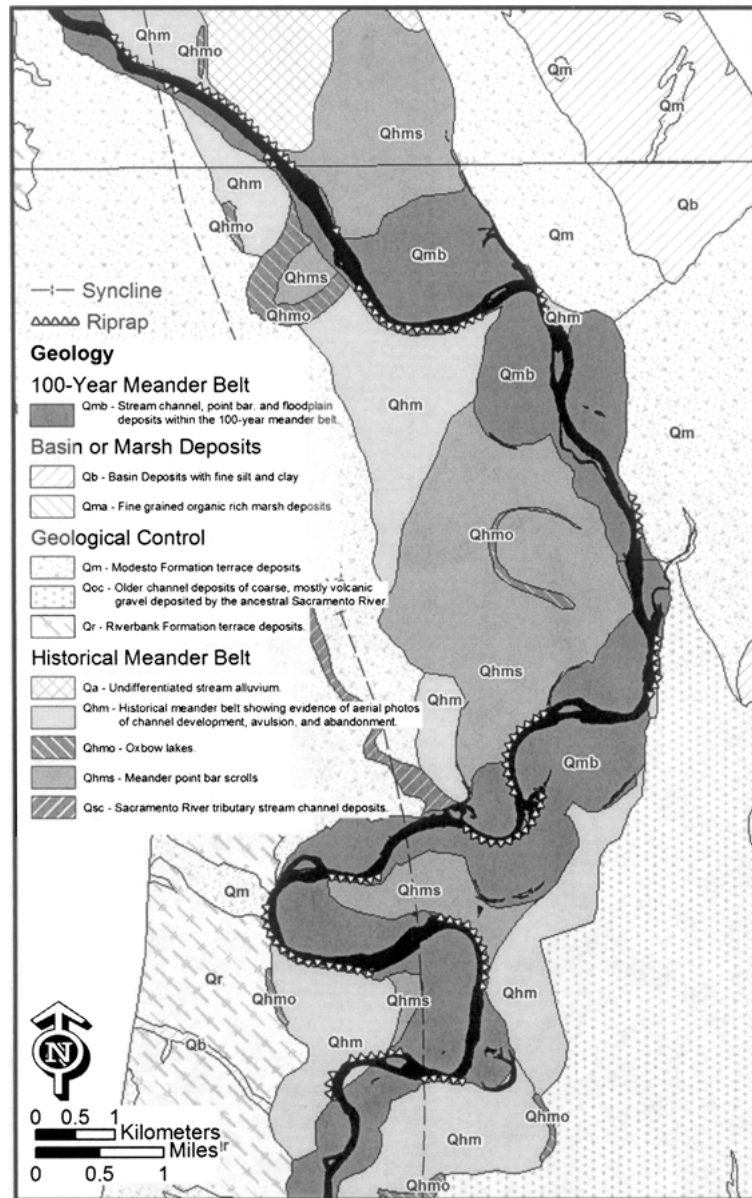 Qhm
Qhmo
Qm
Qm
Qhms
Qhm
Qb
Qhmo
Qm
Qmb
Qhms
Qhmo
Qhm
Syncline
Riprap
Geology
100-Year Meander Belt
Qmb - Stream channel, point bar, and floodplain
deposits within the 100-year meander belt.
Basin or Marsh Deposits
Qb - Basin Deposits with fine silt and clay
Qma - Fine grained organic rich marsh deposits
Geological Control
Qm - Modesto Formation terrace deposits
Qoc - Older channel deposits of coarse, mostly volcanic
gravel deposited by the ancestral Sacramento River
Qr - Riverbank Formation terrace deposits.
Historical Meander Belt
Qa - Undifferentiated stream alluvium.
Qhm - Historical meander belt showing evidence of aerial photos
of channel development, avulsion, and abandonment.
Qhmo - Oxbow lakes.
Qhms - Meander point bar scrolls
Qsc - Sacramento River tributary stream channel deposits.
Qmb
Qhm
Qm
Qhmo
Qhms
Qhm
Qmb
Qm
Qhms
Qr
Qhmo
Qhms
Qhm
Qb
Qhm
N
0 0.5 1
Kilometers
Miles
0 0.5 1
Qhmo
Qhm
Qhmo